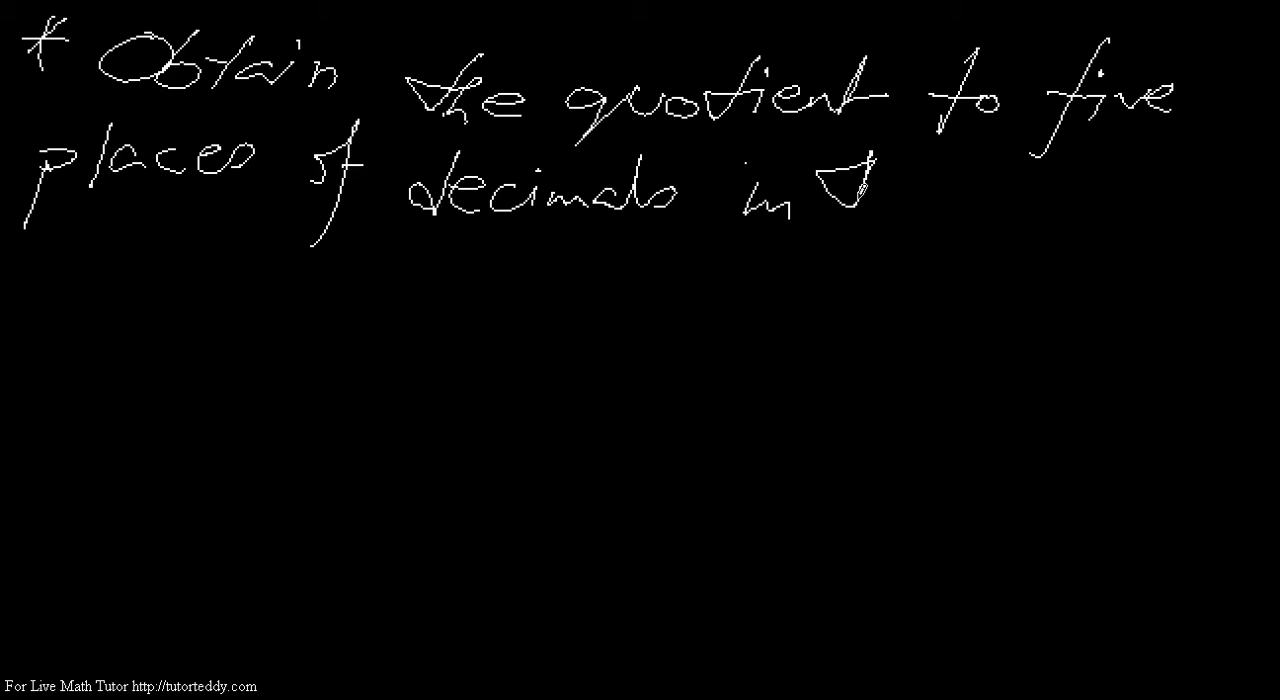 * Obtain the quotient to five
places of decimals in
For Live Math Tutor http://tutorteddy.com